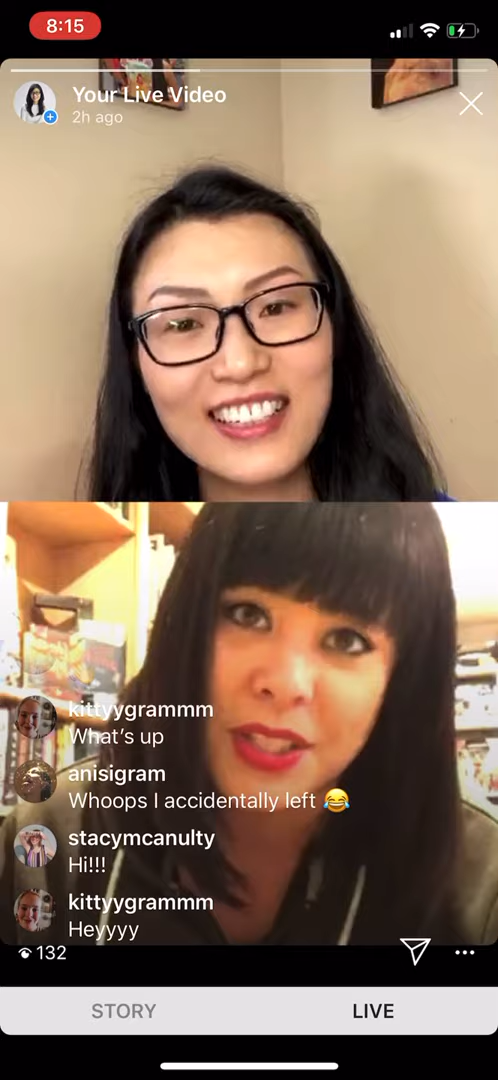 8:15
Your Live Video
2h ago
kittyygrammm
What's up
anisigram
Whoops I accidentally left 😂
stacymcanulty
Hi!!!
kittyygrammm
Heyyyy
132
STORY
LIVE